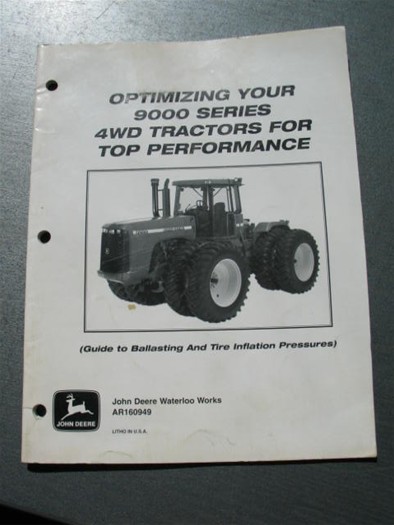 OPTIMIZING YOUR
9000 SERIES
4WD TRACTORS FOR
TOP PERFORMANCE
(Guide to Ballasting And Tire Inflation Pressures)
John Deere Waterloo Works
AR160949
JOHN DEERE
LITHO IN U.S.A.